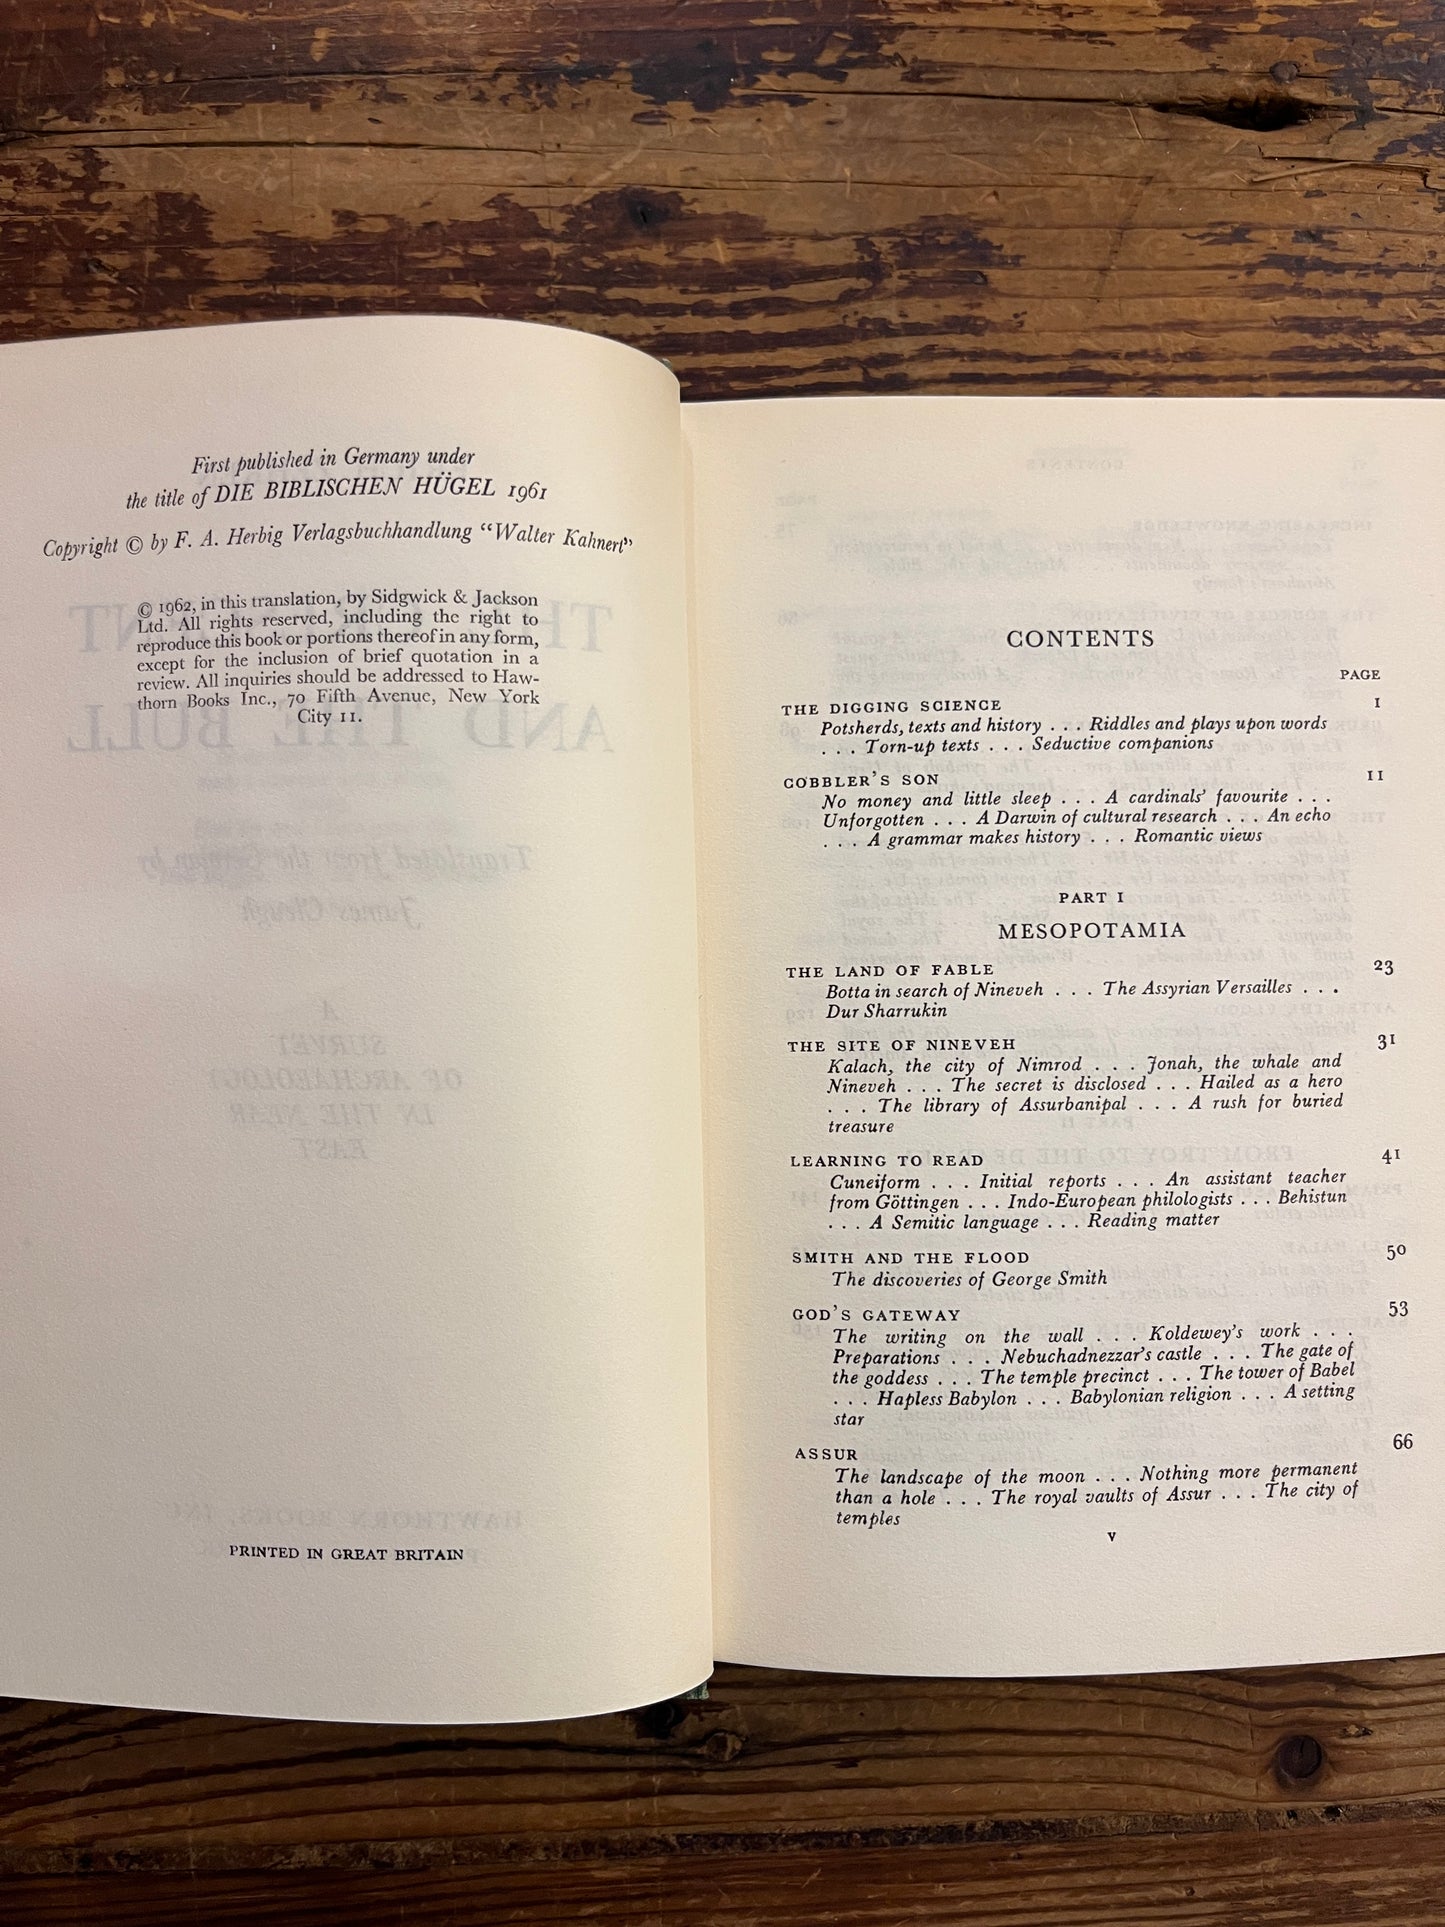 First published in Germany under
the title of DIE BIBLISCHEN HÜGEL 1961
Copyright © by F. A. Herbig Verlagsbuchhandlung “Walter Kahnert”
© 1962, in this translation, by Sidgwick & Jackson
Ltd. All rights reserved, including the right to
reproduce this book or portions thereof in any form,
except for the inclusion of brief quotation in a
review. All inquiries should be addressed to Haw-
thorn Books Inc., 70 Fifth Avenue, New York
City 11.
PRINTED IN GREAT BRITAIN
CONTENTS
PAGE
THE DIGGING SCIENCE 1
Potsherds, texts and history . . . Riddles and plays upon words
. . . Torn-up texts . . . Seductive companions
COBBLER'S SON 11
No money and little sleep . . . A cardinals' favourite . . .
Unforgotten . . . A Darwin of cultural research . . . An echo
. . . A grammar makes history . . . Romantic views
PART I
MESOPOTAMIA
THE LAND OF FABLE 23
Botta in search of Nineveh . . . The Assyrian Versailles . . .
Dur Sharrukin
THE SITE OF NINEVEH 31
Kalach, the city of Nimrod . . . Jonah, the whale and
Nineveh . . . The secret is disclosed . . . Hailed as a hero
. . . The library of Assurbanipal . . . A rush for buried
treasure
LEARNING TO READ 41
Cuneiform . . . Initial reports . . . An assistant teacher
from Göttingen . . . Indo-European philologists . . . Behistun
. . . A Semitic language . . . Reading matter
SMITH AND THE FLOOD 50
The discoveries of George Smith
GOD'S GATEWAY 53
The writing on the wall . . . Koldewey's work . . .
Preparations . . . Nebuchadnezzar's castle . . . The gate of
the goddess . . . The temple precinct . . . The tower of Babel
. . . Hapless Babylon . . . Babylonian religion . . . A setting
star
ASSUR 66
The landscape of the moon . . . Nothing more permanent
than a hole . . . The royal vaults of Assur . . . The city of
temples
v